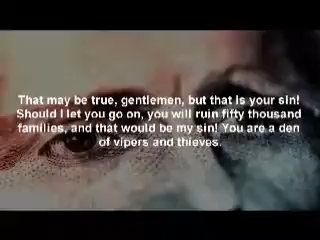 That may be true, gentlemen, but that is your sin!
Should I let you go on, you will ruin fifty thousand
families, and that would be my sin! You are a den
of vipers and thieves.